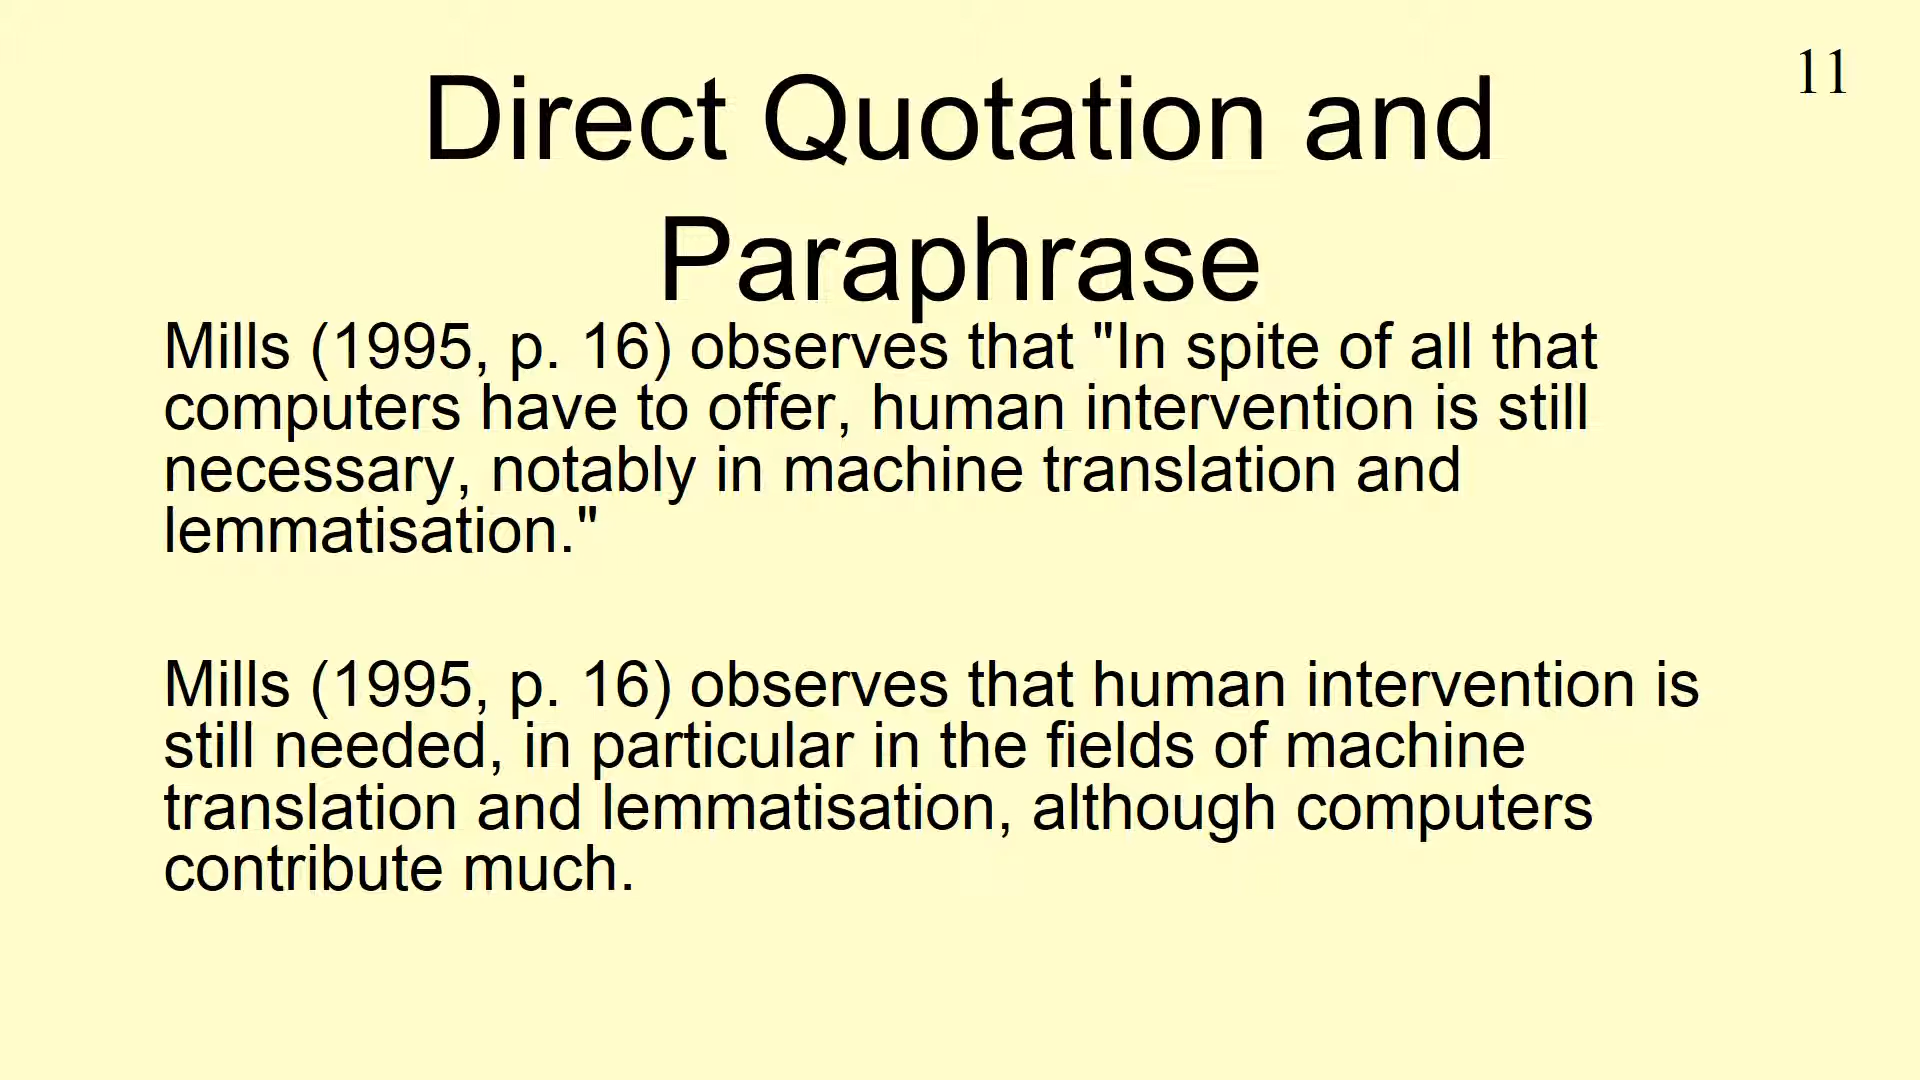 11
Direct Quotation and
Paraphrase
Mills (1995, p. 16) observes that "In spite of all that
computers have to offer, human intervention is still
necessary, notably in machine translation and
lemmatisation."
Mills (1995, p. 16) observes that human intervention is
still needed, in particular in the fields of machine
translation and lemmatisation, although computers
contribute much.